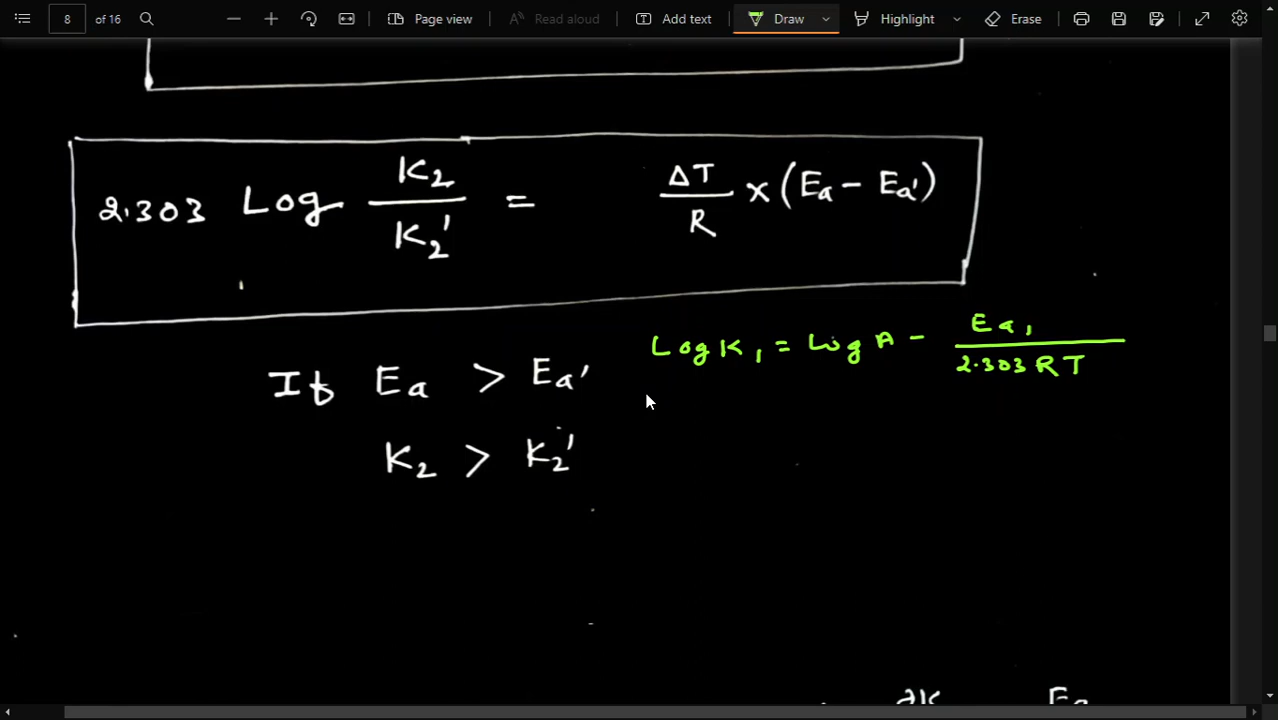 8 of 16 Page view Read aloud Add text Draw Highlight Erase
2.303 Log K₂/K₂' = ΔT/R × (Ea − Ea')
Log K₁ = Log A − Ea₁/2.303 R T
If Ea > Ea'
K₂ > K₂'